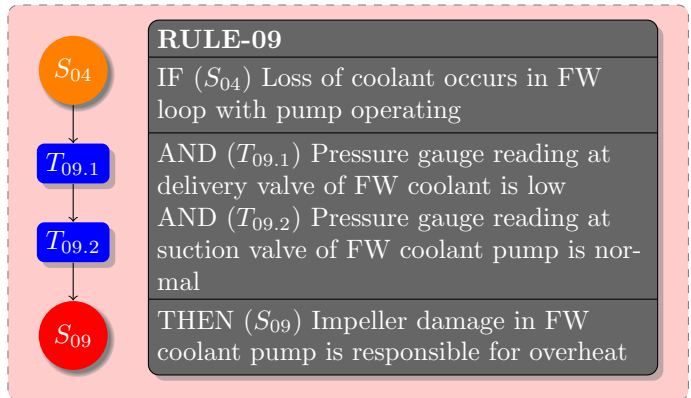 S04
T09.1
T09.2
S09
RULE-09
IF (S04) Loss of coolant occurs in FW
loop with pump operating
AND (T09.1) Pressure gauge reading at
delivery valve of FW coolant is low
AND (T09.2) Pressure gauge reading at
suction valve of FW coolant pump is nor-
mal
THEN (S09) Impeller damage in FW
coolant pump is responsible for overheat